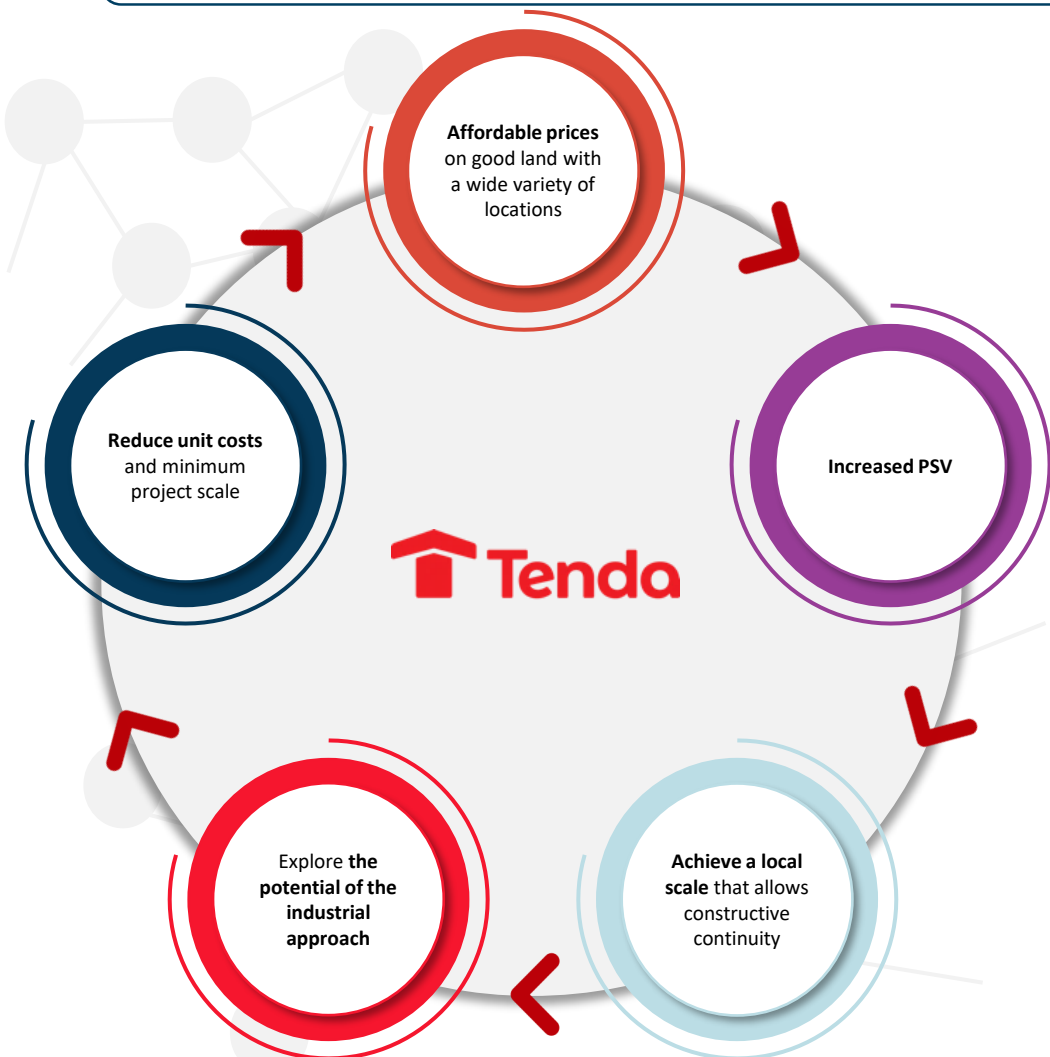 Affordable prices
on good land with
a wide variety of
locations
Increased PSV
Achieve a local
scale that allows
constructive
continuity
Explore the
potential of the
industrial
approach
Reduce unit costs
and minimum
project scale
Tenda